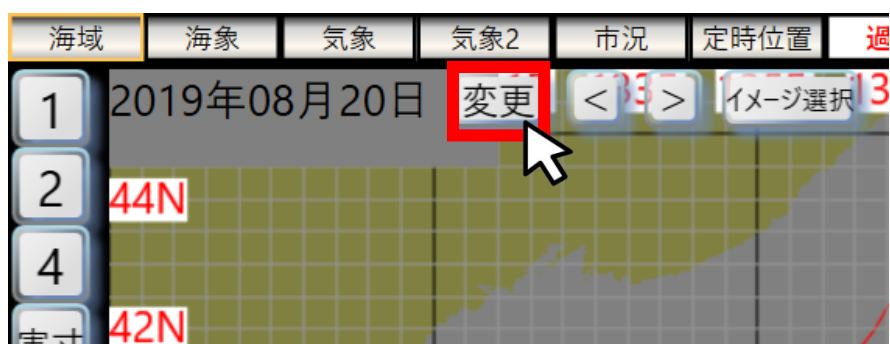 海域 海象 気象 気象2 市況 定時位置 過
1 2019年08月20日 変更 < > イメージ選択
2 44N
4
実寸 42N